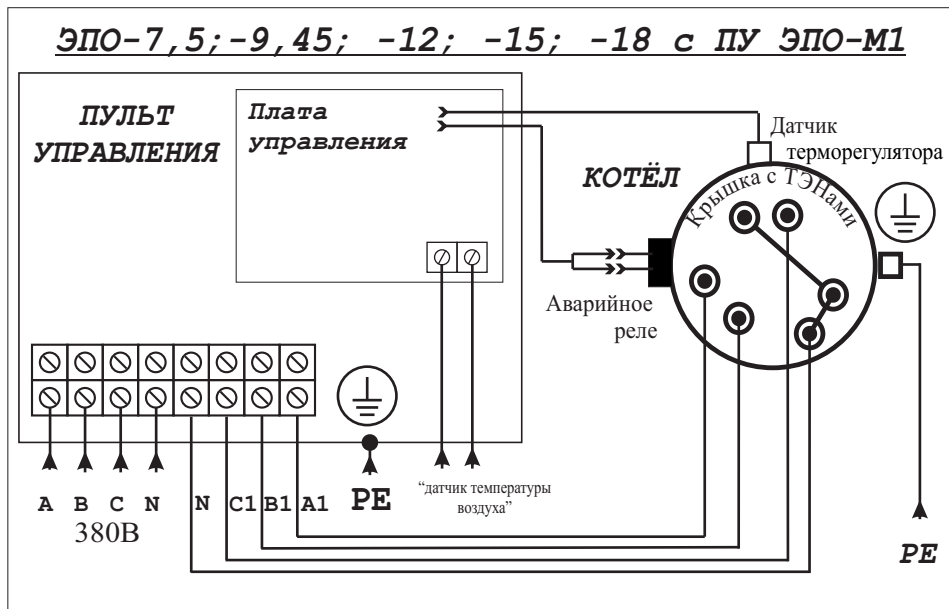 ЭПО-7,5;-9,45; -12; -15; -18 с ПУ ЭПО-М1
ПУЛЬТ
УПРАВЛЕНИЯ
Плата
управления
Датчик
терморегулятора
КОТЁЛ
Крышка с ТЭНами
Аварийное
реле
A B C N N C1 B1 A1 PE
380В
“датчик температуры
воздуха”
PE